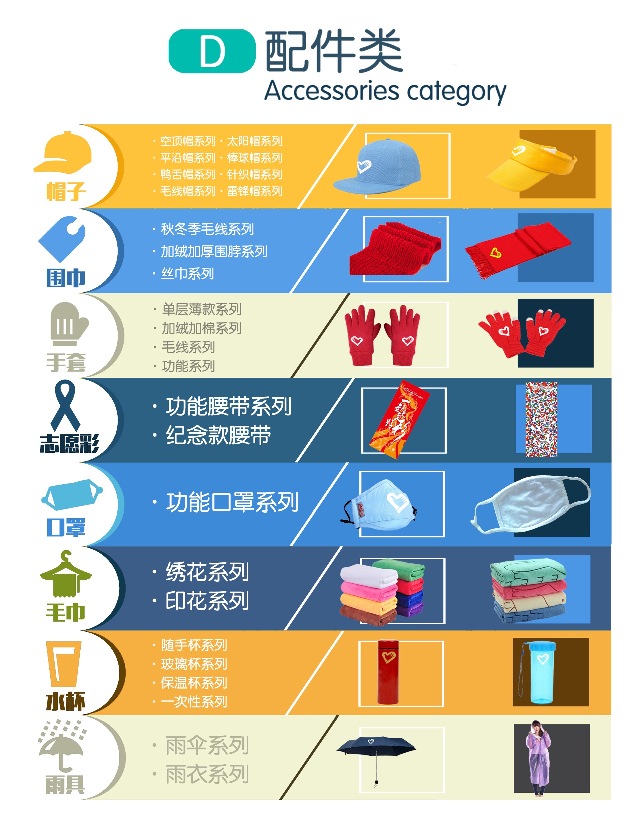 D 配件类
Accessories category
帽子
· 空顶帽系列 · 太阳帽系列
· 平沿帽系列 · 棒球帽系列
· 鸭舌帽系列 · 针织帽系列
· 毛线帽系列 · 雷锋帽系列
围巾
· 秋冬季毛线系列
· 加绒加厚围脖系列
· 丝巾系列
手套
· 单层薄款系列
· 加绒加棉系列
· 毛线系列
· 功能系列
志愿彩
· 功能腰带系列
· 纪念款腰带
口罩
· 功能口罩系列
毛巾
· 绣花系列
· 印花系列
水杯
· 随手杯系列
· 玻璃杯系列
· 保温杯系列
· 一次性系列
雨具
· 雨伞系列
· 雨衣系列